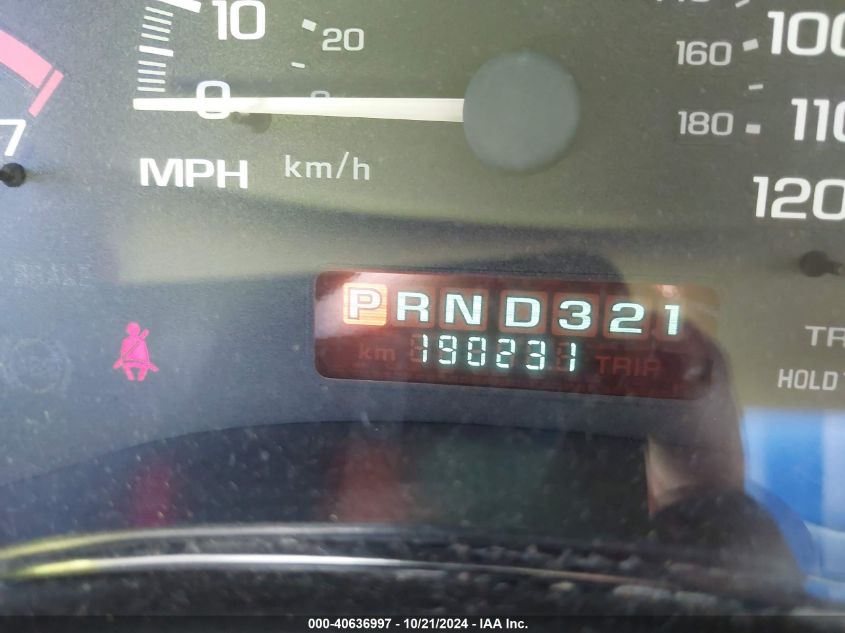 10
20
0
7
MPH km/h
160
100
180
110
120
BRAKE
PRND321
km 190231 TRIP
TR
HOLD
000-40636997 / 10/21/2024 - IAA Inc.